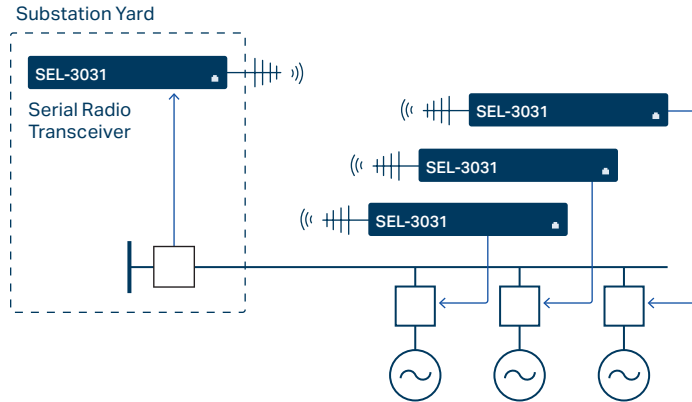 Substation Yard
SEL-3031
Serial Radio
Transceiver
SEL-3031
SEL-3031
SEL-3031